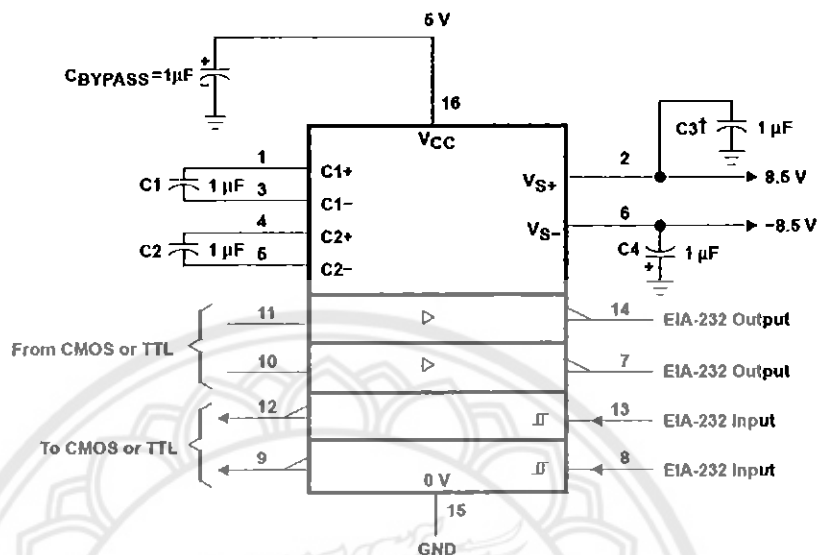 5 V
CBYPASS=1μF
+
−
16
VCC
C3†
1 μF
1
C1+
C1
1 μF
3
C1−
4
C2+
C2
1 μF
5
C2−
2
VS+
8.5 V
6
VS−
−8.5 V
C4
1 μF
+
From CMOS or TTL
11
14
EIA-232 Output
10
7
EIA-232 Output
To CMOS or TTL
12
13
EIA-232 Input
9
8
EIA-232 Input
0 V
15
GND